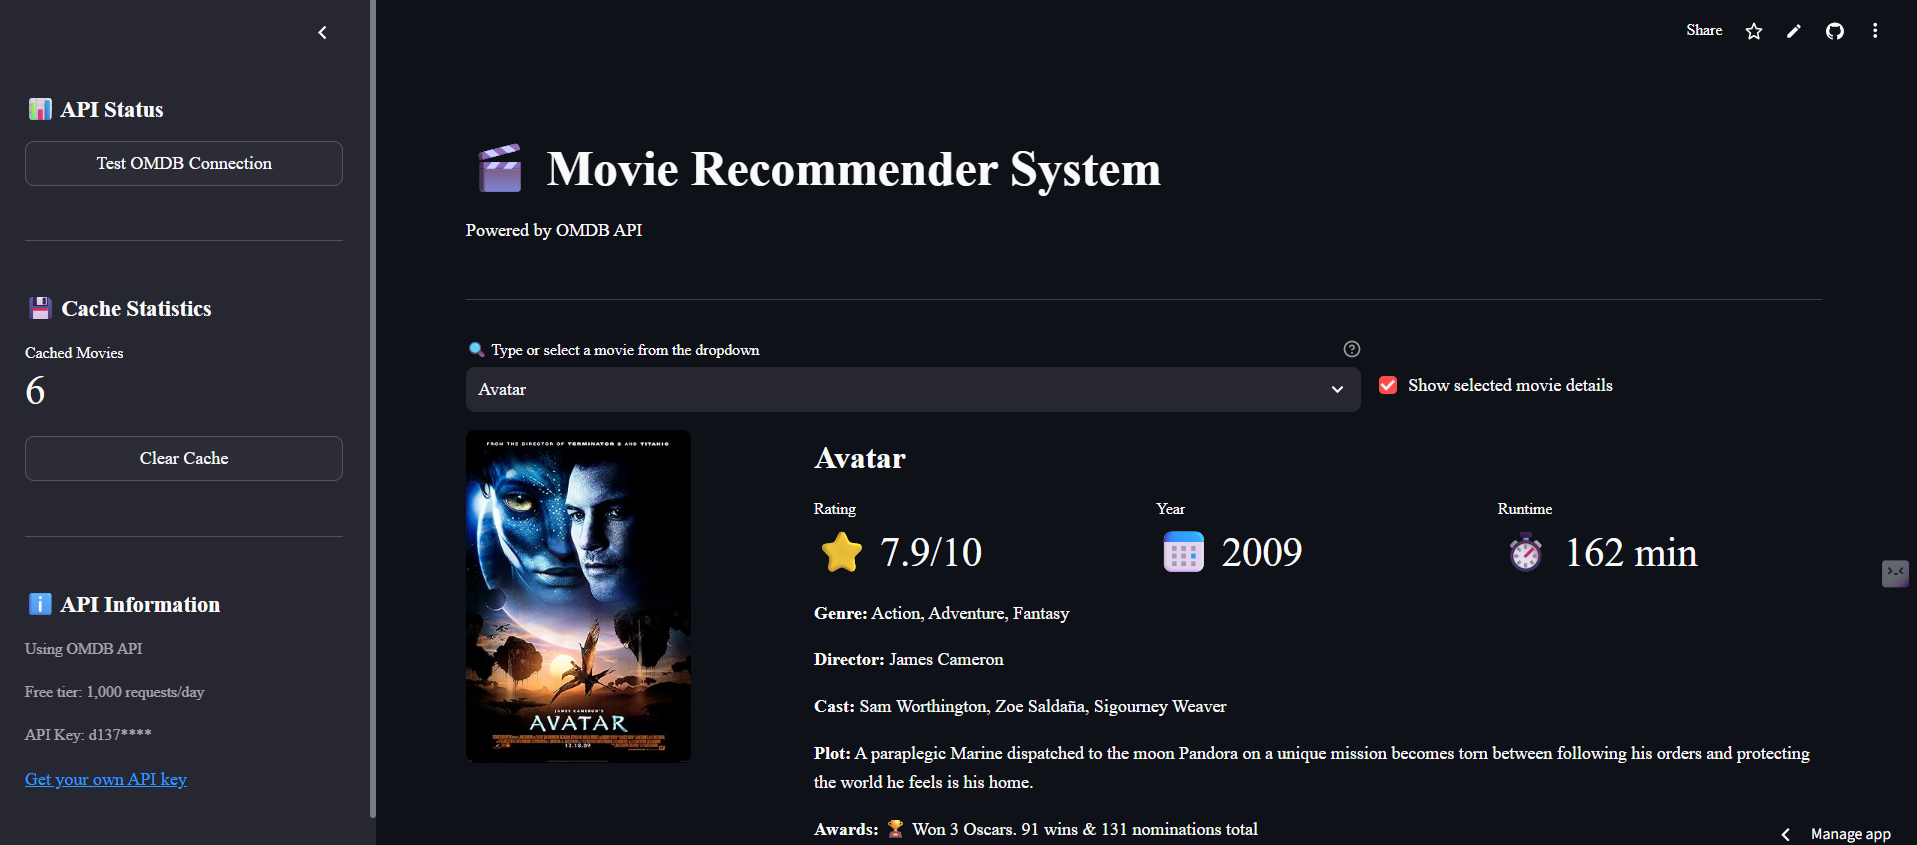 Share
API Status
Test OMDB Connection
Cache Statistics
Cached Movies
6
Clear Cache
API Information
Using OMDB API
Free tier: 1,000 requests/day
API Key: d137****
Get your own API key
Movie Recommender System
Powered by OMDB API
Type or select a movie from the dropdown
Avatar
Show selected movie details
FROM THE DIRECTOR OF TERMINATOR 2 AND TITANIC
JAMES CAMERON'S
AVATAR
12.18.09
Avatar
Rating
7.9/10
Year
2009
Runtime
162 min
Genre: Action, Adventure, Fantasy
Director: James Cameron
Cast: Sam Worthington, Zoe Saldaña, Sigourney Weaver
Plot: A paraplegic Marine dispatched to the moon Pandora on a unique mission becomes torn between following his orders and protecting
the world he feels is his home.
Awards: Won 3 Oscars. 91 wins & 131 nominations total
Manage app